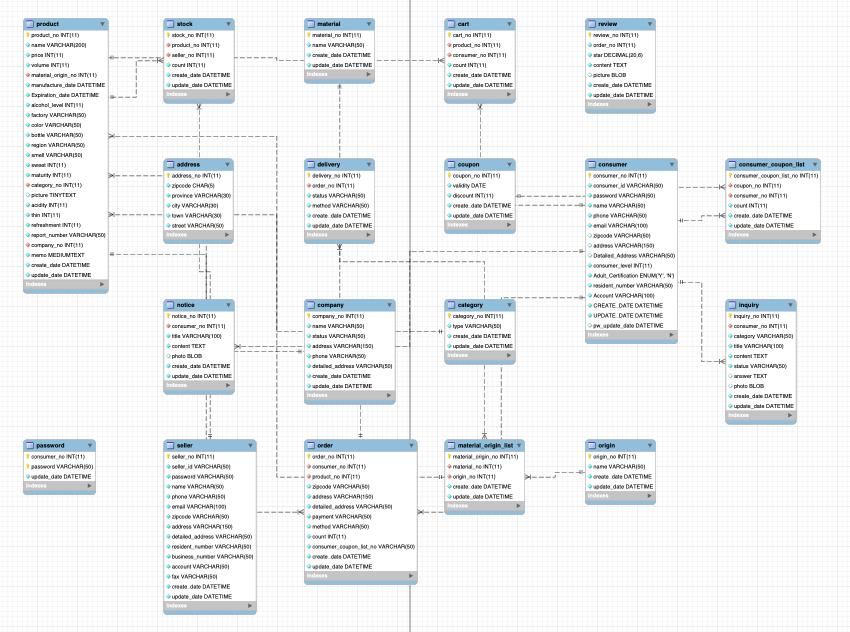 product
product_no INT(11)
name VARCHAR(200)
price INT(11)
volume INT(11)
material_origin_no INT(11)
manufacture_date DATETIME
Expiration_date DATETIME
alcohol_level INT(11)
factory VARCHAR(50)
color VARCHAR(50)
bottle VARCHAR(50)
region VARCHAR(50)
smell VARCHAR(50)
sweet INT(11)
maturity INT(11)
category_no INT(11)
picture TINYTEXT
acidity INT(11)
thin INT(11)
refreshment INT(11)
report_number VARCHAR(50)
company_no INT(11)
memo MEDIUMTEXT
create_date DATETIME
update_date DATETIME
Indexes
stock
stock_no INT(11)
product_no INT(11)
seller_no INT(11)
count INT(11)
create_date DATETIME
update_date DATETIME
Indexes
material
material_no INT(11)
name VARCHAR(50)
create_date DATETIME
update_date DATETIME
Indexes
cart
cart_no INT(11)
product_no INT(11)
consumer_no INT(11)
count INT(11)
create_date DATETIME
update_date DATETIME
Indexes
review
review_no INT(11)
order_no INT(11)
star DECIMAL(20,6)
content TEXT
picture BLOB
create_date DATETIME
update_date DATETIME
Indexes
address
address_no INT(11)
zipcode CHAR(5)
province VARCHAR(30)
city VARCHAR(30)
town VARCHAR(30)
street VARCHAR(50)
Indexes
delivery
delivery_no INT(11)
order_no INT(11)
status VARCHAR(50)
method VARCHAR(50)
create_date DATETIME
update_date DATETIME
Indexes
coupon
coupon_no INT(11)
validity DATE
discount INT(11)
create_date DATETIME
update_date DATETIME
Indexes
consumer
consumer_no INT(11)
consumer_id VARCHAR(50)
password VARCHAR(50)
name VARCHAR(50)
phone VARCHAR(50)
email VARCHAR(100)
zipcode VARCHAR(50)
address VARCHAR(150)
Detailed_Address VARCHAR(50)
consumer_level INT(11)
Adult_Certification ENUM('Y', 'N')
resident_number VARCHAR(50)
Account VARCHAR(100)
CREATE_DATE DATETIME
UPDATE_DATE DATETIME
pw_update_date DATETIME
Indexes
consumer_coupon_list
consumer_coupon_list_no INT(11)
coupon_no INT(11)
consumer_no INT(11)
count INT(11)
create_date DATETIME
update_date DATETIME
Indexes
notice
notice_no INT(11)
consumer_no INT(11)
title VARCHAR(100)
content TEXT
photo BLOB
create_date DATETIME
update_date DATETIME
Indexes
company
company_no INT(11)
name VARCHAR(50)
status VARCHAR(50)
address VARCHAR(150)
phone VARCHAR(50)
detailed_address VARCHAR(50)
create_date DATETIME
update_date DATETIME
Indexes
category
category_no INT(11)
type VARCHAR(50)
create_date DATETIME
update_date DATETIME
Indexes
inquiry
inquiry_no INT(11)
consumer_no INT(11)
category VARCHAR(50)
title VARCHAR(100)
content TEXT
status VARCHAR(50)
answer TEXT
photo BLOB
create_date DATETIME
update_date DATETIME
Indexes
password
consumer_no INT(11)
password VARCHAR(50)
update_date DATETIME
Indexes
seller
seller_no INT(11)
seller_id VARCHAR(50)
password VARCHAR(50)
name VARCHAR(50)
phone VARCHAR(50)
email VARCHAR(100)
zipcode VARCHAR(50)
address VARCHAR(150)
detailed_address VARCHAR(50)
resident_number VARCHAR(50)
business_number VARCHAR(50)
account VARCHAR(50)
fax VARCHAR(50)
create_date DATETIME
update_date DATETIME
Indexes
order
order_no INT(11)
consumer_no INT(11)
product_no INT(11)
zipcode VARCHAR(50)
address VARCHAR(150)
detailed_address VARCHAR(50)
payment VARCHAR(50)
method VARCHAR(50)
count INT(11)
consumer_coupon_list_no VARCHAR(50)
create_date DATETIME
update_date DATETIME
Indexes
material_origin_list
material_origin_no INT(11)
material_no INT(11)
origin_no INT(11)
create_date DATETIME
update_date DATETIME
Indexes
origin
origin_no INT(11)
name VARCHAR(50)
create_date DATETIME
update_date DATETIME
Indexes